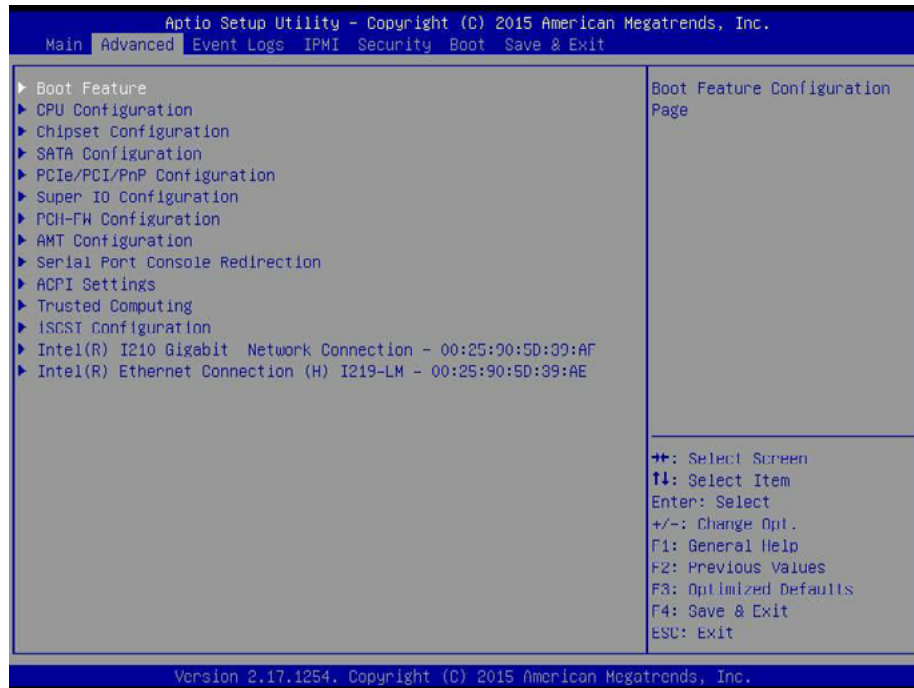 Aptio Setup Utility – Copyright (C) 2015 American Megatrends, Inc.
Main Advanced Event Logs IPMI Security Boot Save & Exit
Boot Feature
CPU Configuration
Chipset Configuration
SATA Configuration
PCIe/PCI/PnP Configuration
Super IO Configuration
PCH-FW Configuration
AMT Configuration
Serial Port Console Redirection
ACPI Settings
Trusted Computing
iSCSI Configuration
Intel(R) I210 Gigabit Network Connection - 00:25:90:5D:39:AF
Intel(R) Ethernet Connection (H) I219-LM - 00:25:90:5D:39:AE
Boot Feature Configuration
Page
→←: Select Screen
↑↓: Select Item
Enter: Select
+/-: Change Opt.
F1: General Help
F2: Previous Values
F3: Optimized Defaults
F4: Save & Exit
ESC: Exit
Version 2.17.1254. Copyright (C) 2015 American Megatrends, Inc.